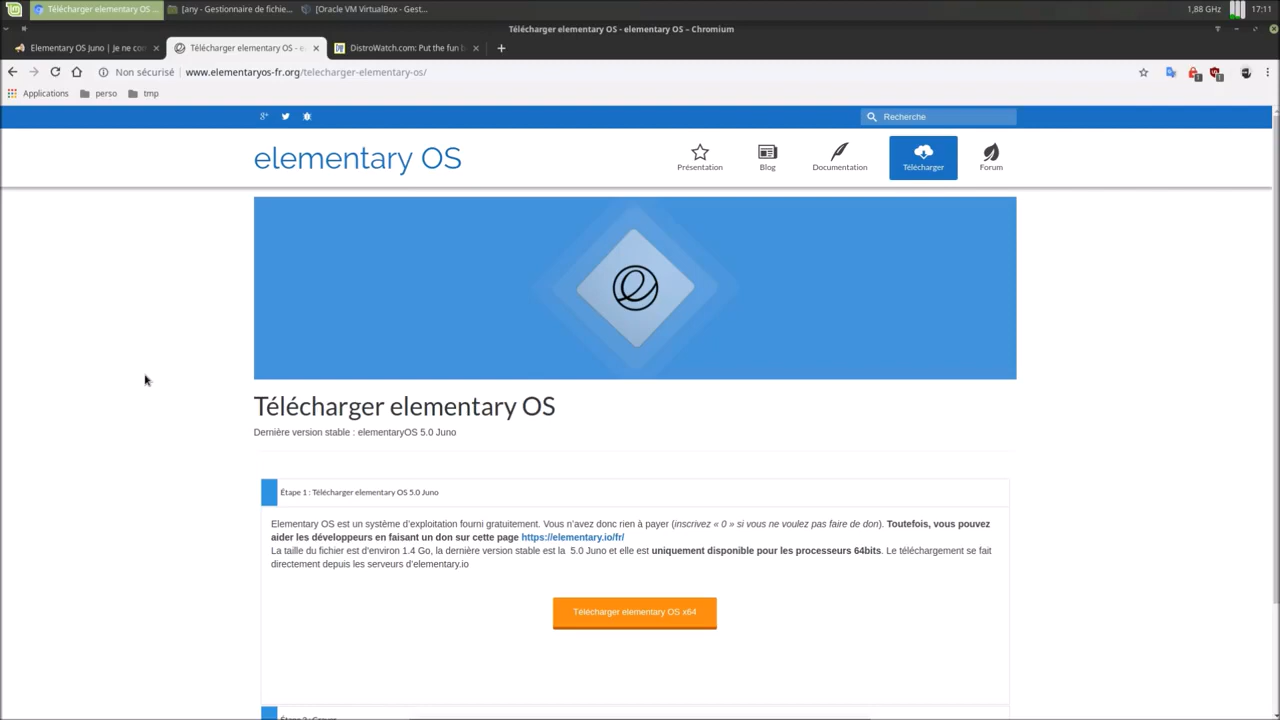 Télécharger elementary OS ...
[any - Gestionnaire de fichie...
[Oracle VM VirtualBox - Gest...
1,88 GHz
17:11
Télécharger elementary OS - elementary OS – Chromium
Elementary OS Juno | Je ne co
Télécharger elementary OS - e
DistroWatch.com: Put the fun b
Non sécurisé
www.elementaryos-fr.org/telecharger-elementary-os/
Applications
perso
tmp
Recherche
elementary OS
Présentation
Blog
Documentation
Télécharger
Forum
Télécharger elementary OS
Dernière version stable : elementaryOS 5.0 Juno
Étape 1 : Télécharger elementary OS 5.0 Juno
Elementary OS est un système d'exploitation fourni gratuitement. Vous n'avez donc rien à payer (inscrivez « 0 » si vous ne voulez pas faire de don). Toutefois, vous pouvez
aider les développeurs en faisant un don sur cette page https://elementary.io/fr/
La taille du fichier est d'environ 1.4 Go, la dernière version stable est la 5.0 Juno et elle est uniquement disponible pour les processeurs 64bits. Le téléchargement se fait
directement depuis les serveurs d'elementary.io
Télécharger elementary OS x64